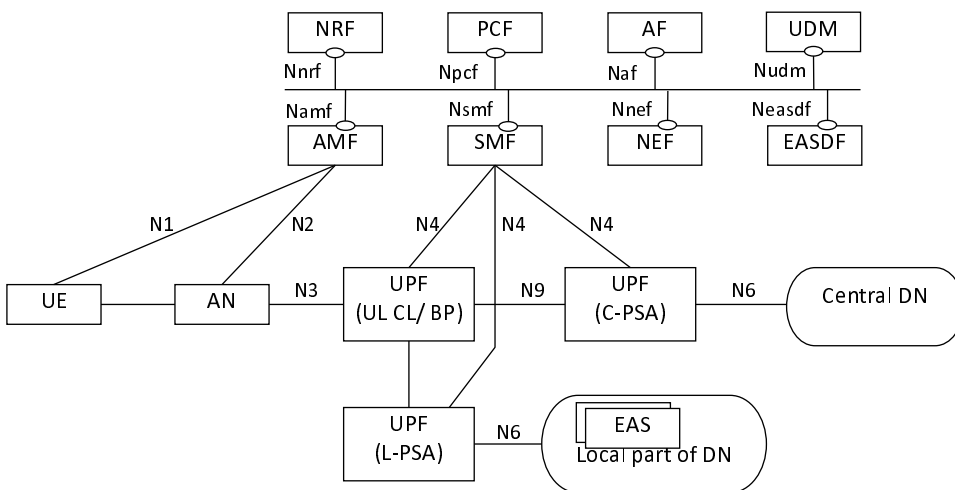 NRF
PCF
AF
UDM
Nnrf
Npcf
Naf
Nudm
Namf
Nsmf
Nnef
Neasdf
AMF
SMF
NEF
EASDF
N1
N2
N4
N4
N4
UE
AN
N3
UPF
(UL CL/ BP)
N9
UPF
(C-PSA)
N6
Central DN
UPF
(L-PSA)
N6
EAS
Local part of DN